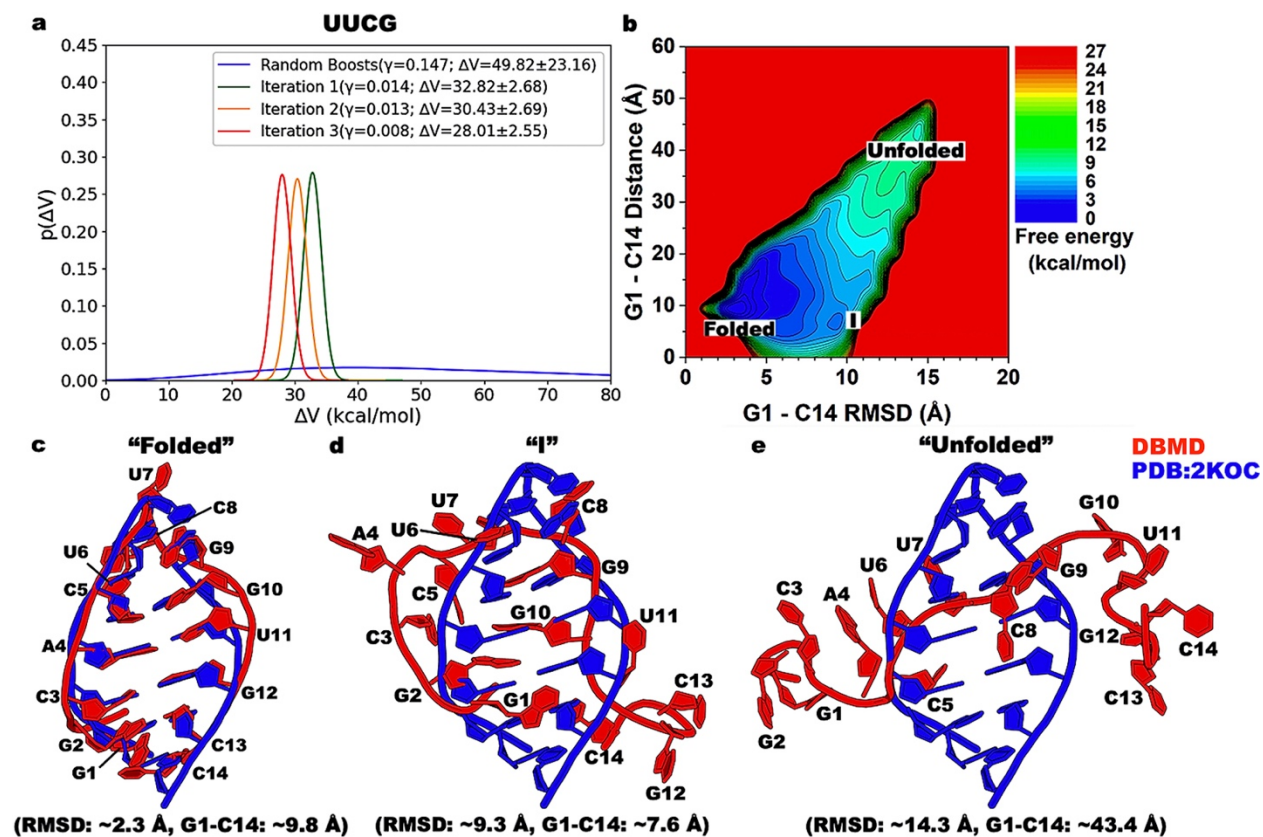 a
UUCG
0.45
0.40
0.35
0.30
0.25
0.20
0.15
0.10
0.05
0.00
p(ΔV)
Random Boosts(γ=0.147; ΔV=49.82±23.16)
Iteration 1(γ=0.014; ΔV=32.82±2.68)
Iteration 2(γ=0.013; ΔV=30.43±2.69)
Iteration 3(γ=0.008; ΔV=28.01±2.55)
0 10 20 30 40 50 60 70 80
ΔV (kcal/mol)
b
60
50
40
30
20
10
0
G1 - C14 Distance (Å)
Unfolded
Folded
I
0 5 10 15 20
G1 - C14 RMSD (Å)
27
24
21
18
15
12
9
6
3
0
Free energy
(kcal/mol)
c
"Folded"
U7
C8
U6
G9
C5
G10
U11
A4
C3
G12
G2
C13
G1
C14
(RMSD: ~2.3 Å, G1-C14: ~9.8 Å)
d
"I"
U7
C8
A4
U6
G9
C5
G10
U11
C3
G2
G1
C13
C14
G12
(RMSD: ~9.3 Å, G1-C14: ~7.6 Å)
e
"Unfolded"
DBMD
PDB:2KOC
G10
U11
U7
U6
G9
C3
A4
C8
G12
C14
C5
C13
G1
G2
(RMSD: ~14.3 Å, G1-C14: ~43.4 Å)